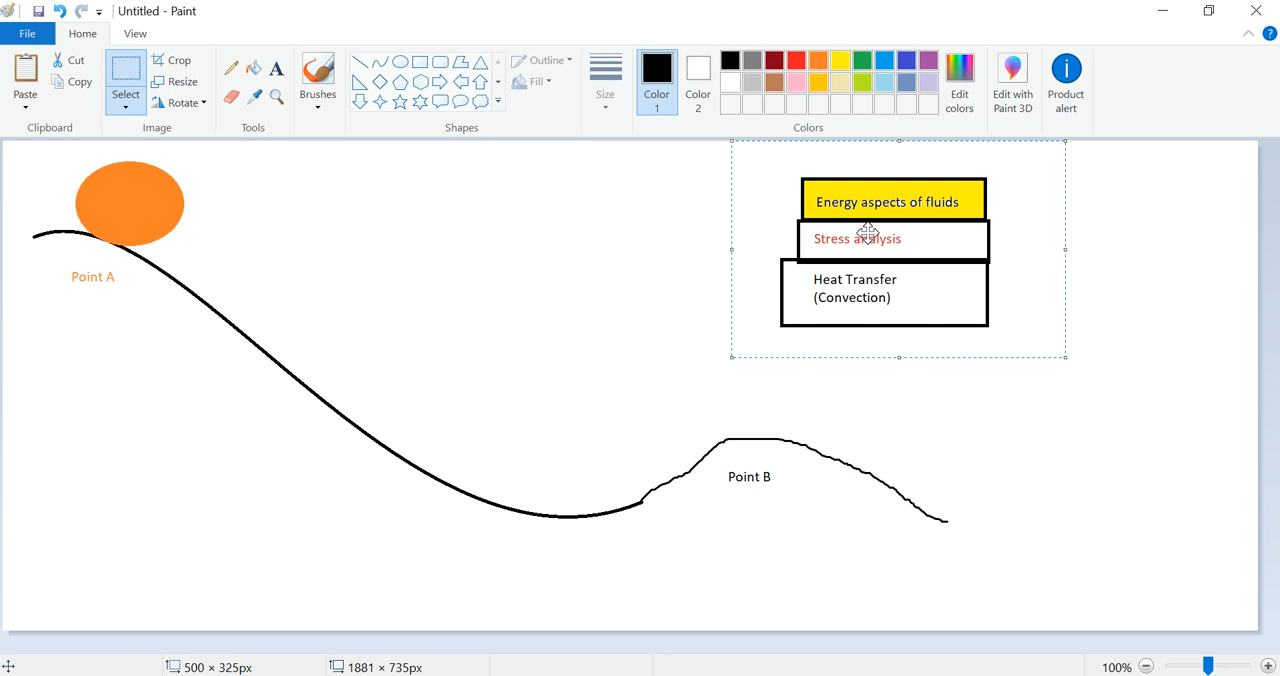 Untitled - Paint
File
Home
View
Paste
Cut
Copy
Clipboard
Select
Crop
Resize
Rotate
Image
A
Tools
Brushes
Shapes
Outline
Fill
Size
Color
1
Color
2
Colors
Edit
colors
Edit with
Paint 3D
Product
alert
?
Energy aspects of fluids
Stress analysis
Heat Transfer
(Convection)
Point A
Point B
500 × 325px
1881 × 735px
100%